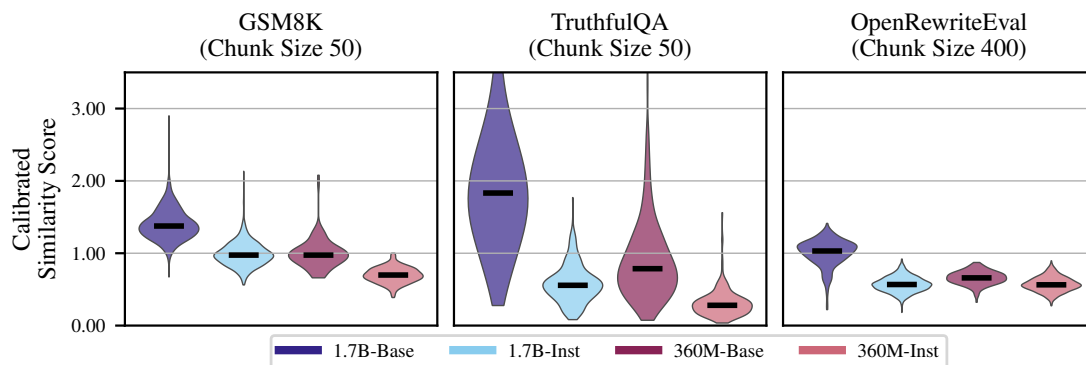 GSM8K
(Chunk Size 50)
TruthfulQA
(Chunk Size 50)
OpenRewriteEval
(Chunk Size 400)
Calibrated
Similarity Score
3.00
2.00
1.00
0.00
1.7B-Base
1.7B-Inst
360M-Base
360M-Inst